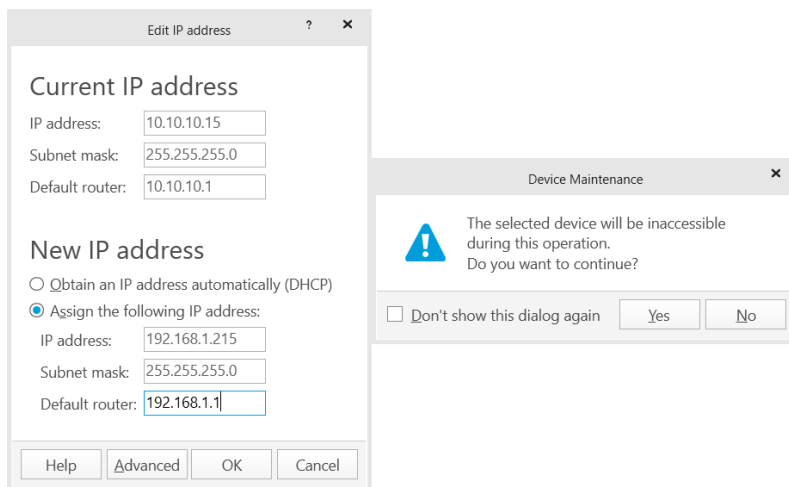 Edit IP address ? ×
Current IP address
IP address: 10.10.10.15
Subnet mask: 255.255.255.0
Default router: 10.10.10.1
New IP address
Obtain an IP address automatically (DHCP)
Assign the following IP address:
IP address: 192.168.1.215
Subnet mask: 255.255.255.0
Default router: 192.168.1.1
Help Advanced OK Cancel
Device Maintenance ×
The selected device will be inaccessible
during this operation.
Do you want to continue?
Don't show this dialog again Yes No